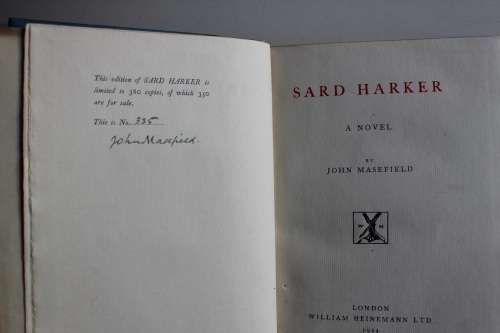 This edition of SARD HARKER is
limited to 380 copies, of which 350
are for sale.
This is No. 335
John Masefield.
SARD HARKER
A NOVEL
BY
JOHN MASEFIELD
W H
LONDON
WILLIAM HEINEMANN LTD
1924